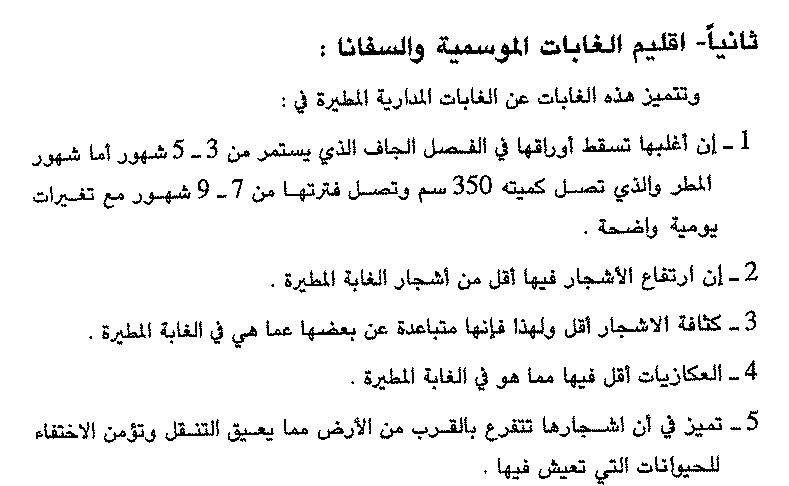 ثانياً- اقليم الغابات الموسمية والسفانا :
وتتميز هذه الغابات عن الغابات المدارية المطيرة في :
1 ـ إن أغلبها تسقط أوراقها في الفصل الجاف الذي يستمر من 3 ـ 5 شهور أما شهور
المطر والذي تصل كميته 350 سم وتصل فترتها من 7 ـ 9 شهور مع تغيرات
يومية واضحة .
2 ـ إن ارتفاع الأشجار فيها أقل من أشجار الغابة المطيرة .
3 ـ كثافة الاشجار أقل ولهذا فإنها متباعدة عن بعضها عما هي في الغابة المطيرة .
4 ـ العكازيات أقل فيها مما هو في الغابة المطيرة .
5 ـ تميز في أن اشجارها تتفرع بالقرب من الأرض مما يعيق التنقل وتؤمن الاختفاء
للحيوانات التي تعيش فيها .